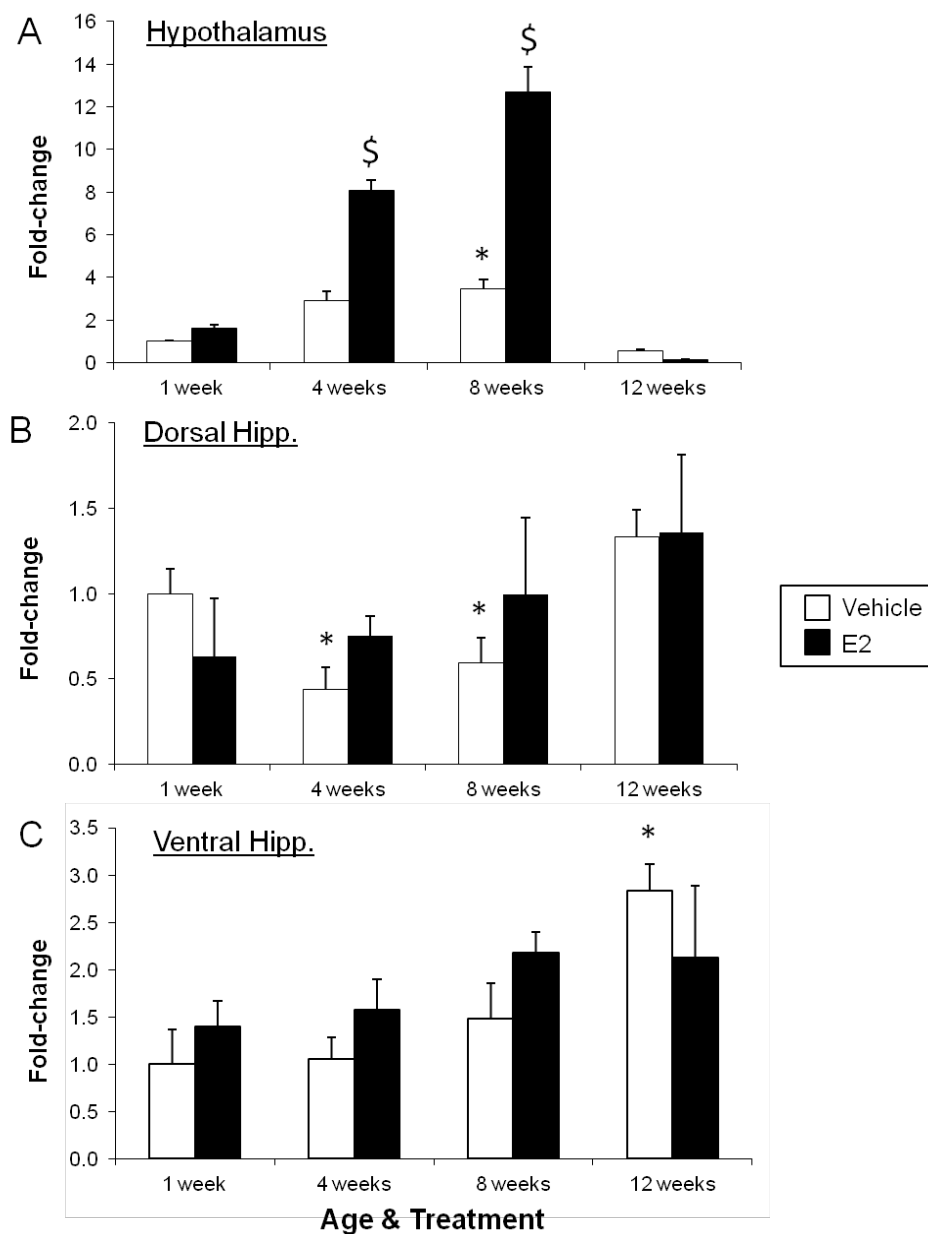 A
Hypothalamus
Fold-change
16
14
12
10
8
6
4
2
0
$
$
*
1 week
4 weeks
8 weeks
12 weeks
B
Dorsal Hipp.
Fold-change
2.0
1.5
1.0
0.5
0.0
*
*
1 week
4 weeks
8 weeks
12 weeks
Vehicle
E2
C
Ventral Hipp.
Fold-change
3.5
3.0
2.5
2.0
1.5
1.0
0.5
0.0
*
1 week
4 weeks
8 weeks
12 weeks
Age & Treatment